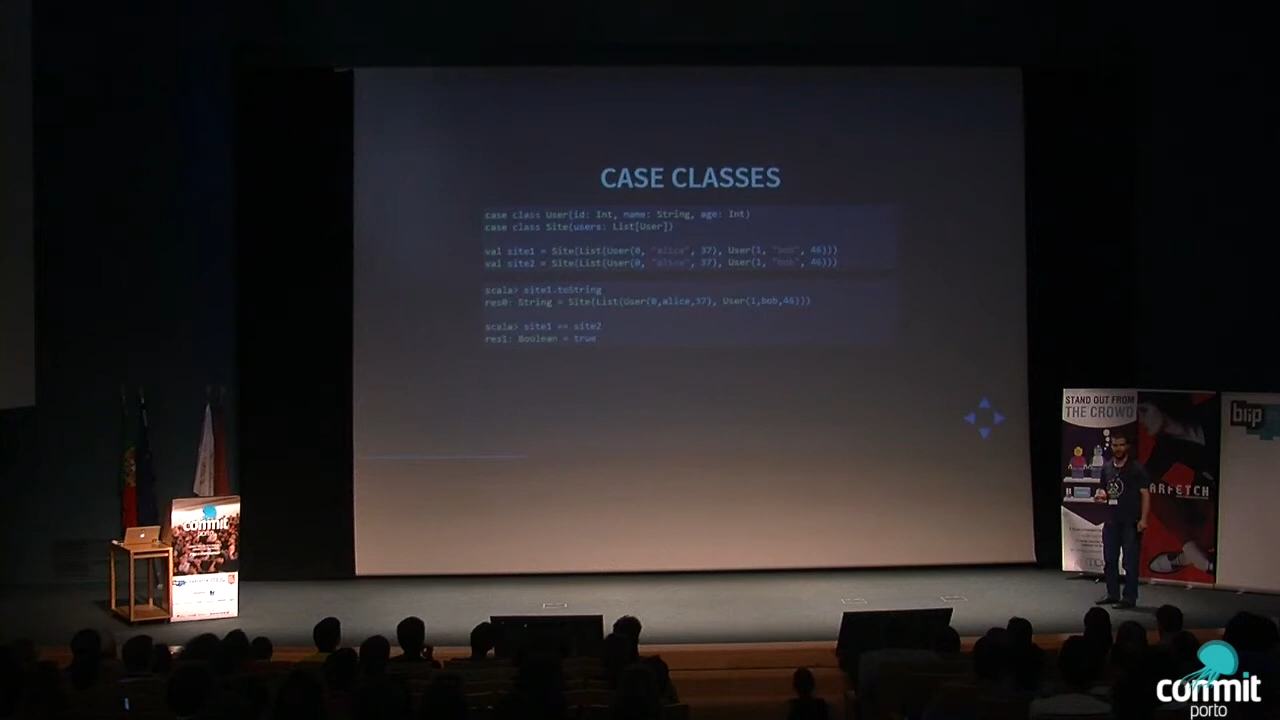 CASE CLASSES
case class User(id: Int, name: String, age: Int)
case class Site(users: List[User])
val site1 = Site(List(User(0, "alice", 37), User(1, "bob", 46)))
val site2 = Site(List(User(0, "alice", 37), User(1, "bob", 46)))
scala> site1.toString
res0: String = Site(List(User(0,alice,37), User(1,bob,46)))
scala> site1 == site2
res1: Boolean = true
STAND OUT FROM
THE CROWD
ARFETCH
blip
commit
porto
commit
porto